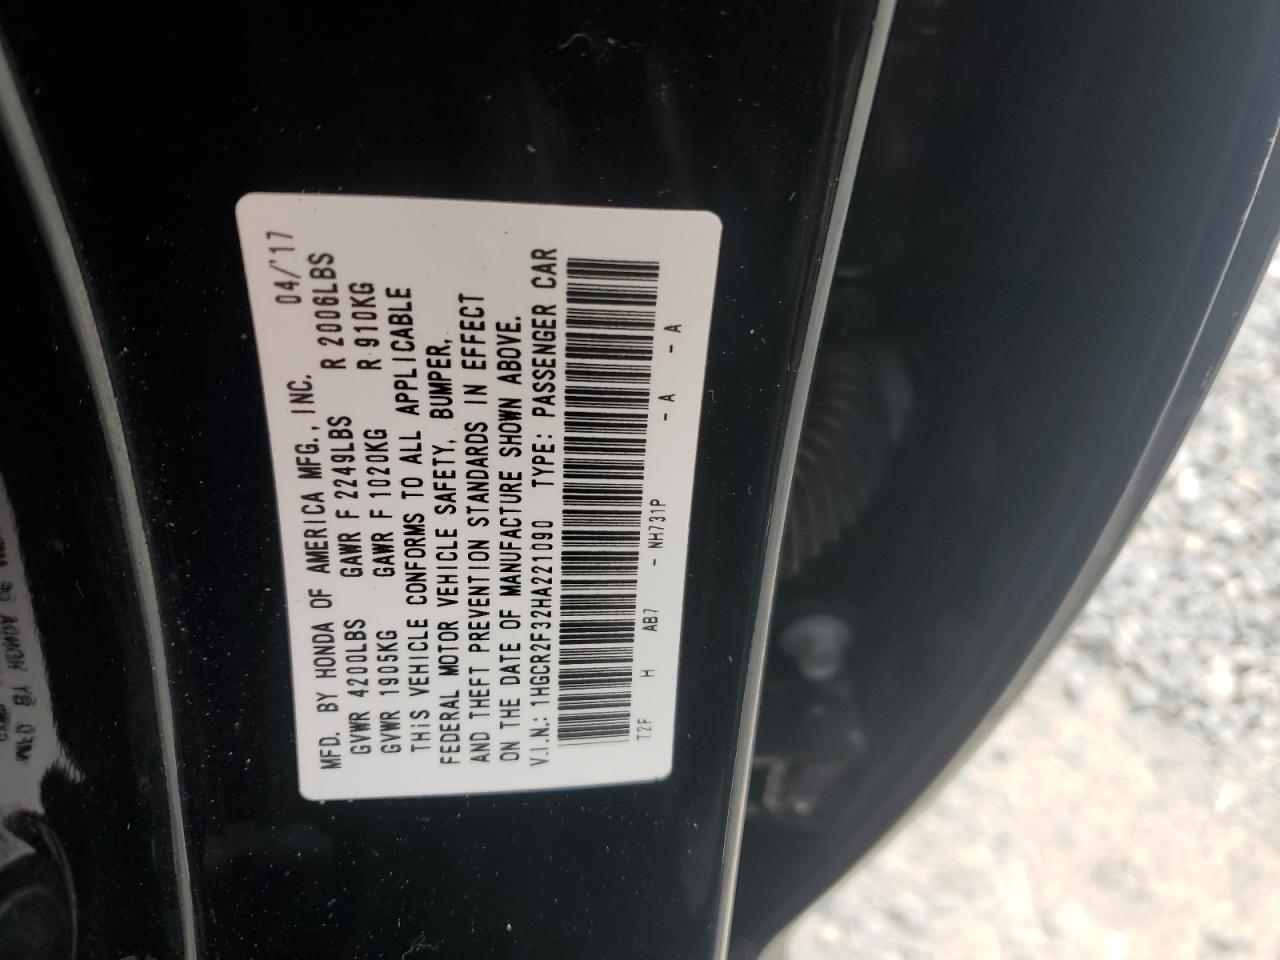 MFD. BY HONDA OF AMERICA MFG., INC. 04/'17
GVWR 4200LBS GAWR F 2249LBS R 2006LBS
GVWR 1905KG GAWR F 1020KG R 910KG
THIS VEHICLE CONFORMS TO ALL APPLICABLE
FEDERAL MOTOR VEHICLE SAFETY, BUMPER,
AND THEFT PREVENTION STANDARDS IN EFFECT
ON THE DATE OF MANUFACTURE SHOWN ABOVE.
V.I.N.: 1HGCR2F32HA221090 TYPE: PASSENGER CAR
T2F H AB7 - NH731P - A - A